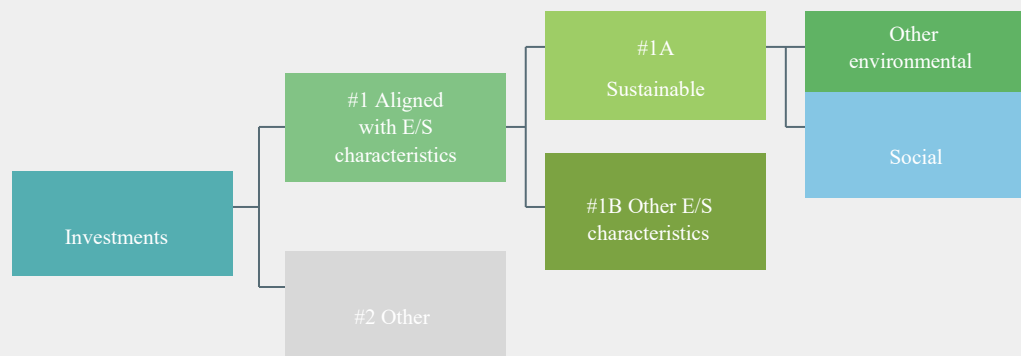 Investments
#1 Aligned
with E/S
characteristics
#2 Other
#1A
Sustainable
#1B Other E/S
characteristics
Other
environmental
Social